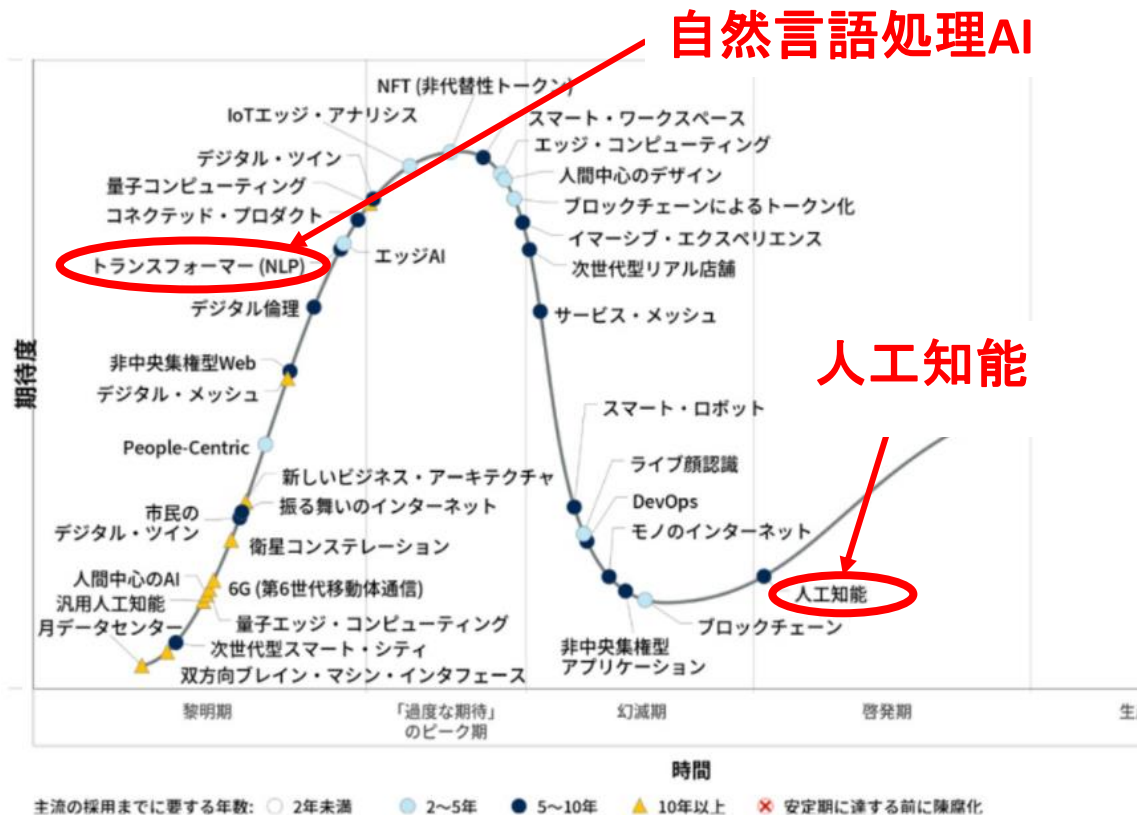 自然言語処理AI
NFT (非代替性トークン)
IoTエッジ・アナリシス
スマート・ワークスペース
エッジ・コンピューティング
デジタル・ツイン
人間中心のデザイン
量子コンピューティング
ブロックチェーンによるトークン化
コネクテッド・プロダクト
イマーシブ・エクスペリエンス
エッジAI
トランスフォーマー (NLP)
次世代型リアル店舗
デジタル倫理
サービス・メッシュ
人工知能
期待度
非中央集権型Web
デジタル・メッシュ
スマート・ロボット
People-Centric
ライブ顔認識
新しいビジネス・アーキテクチャ
DevOps
振る舞いのインターネット
市民の
デジタル・ツイン
モノのインターネット
衛星コンステレーション
人間中心のAI
6G (第6世代移動体通信)
人工知能
汎用人工知能
量子エッジ・コンピューティング
月データセンター
ブロックチェーン
次世代型スマート・シティ
非中央集権型
アプリケーション
双方向ブレイン・マシン・インタフェース
黎明期
「過度な期待」
のピーク期
幻滅期
啓発期
生
時間
主流の採用までに要する年数: 2年未満 2〜5年 5〜10年 10年以上 安定期に達する前に陳腐化